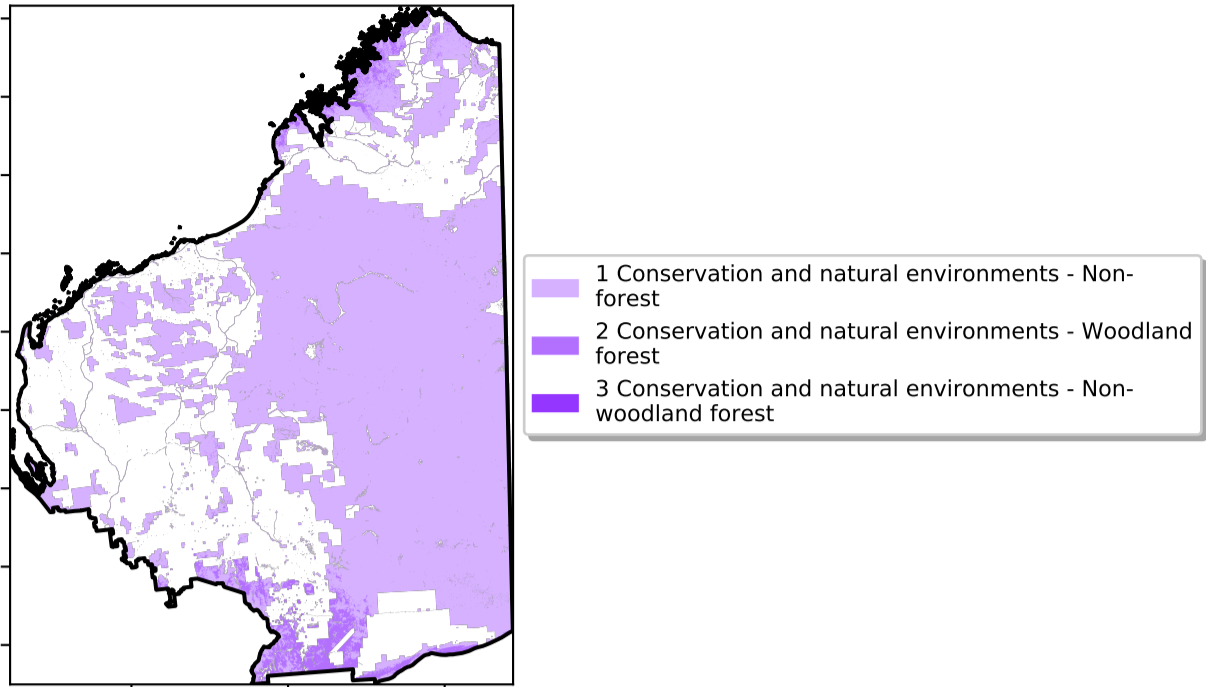 1 Conservation and natural environments - Non-
forest
2 Conservation and natural environments - Woodland
forest
3 Conservation and natural environments - Non-
woodland forest